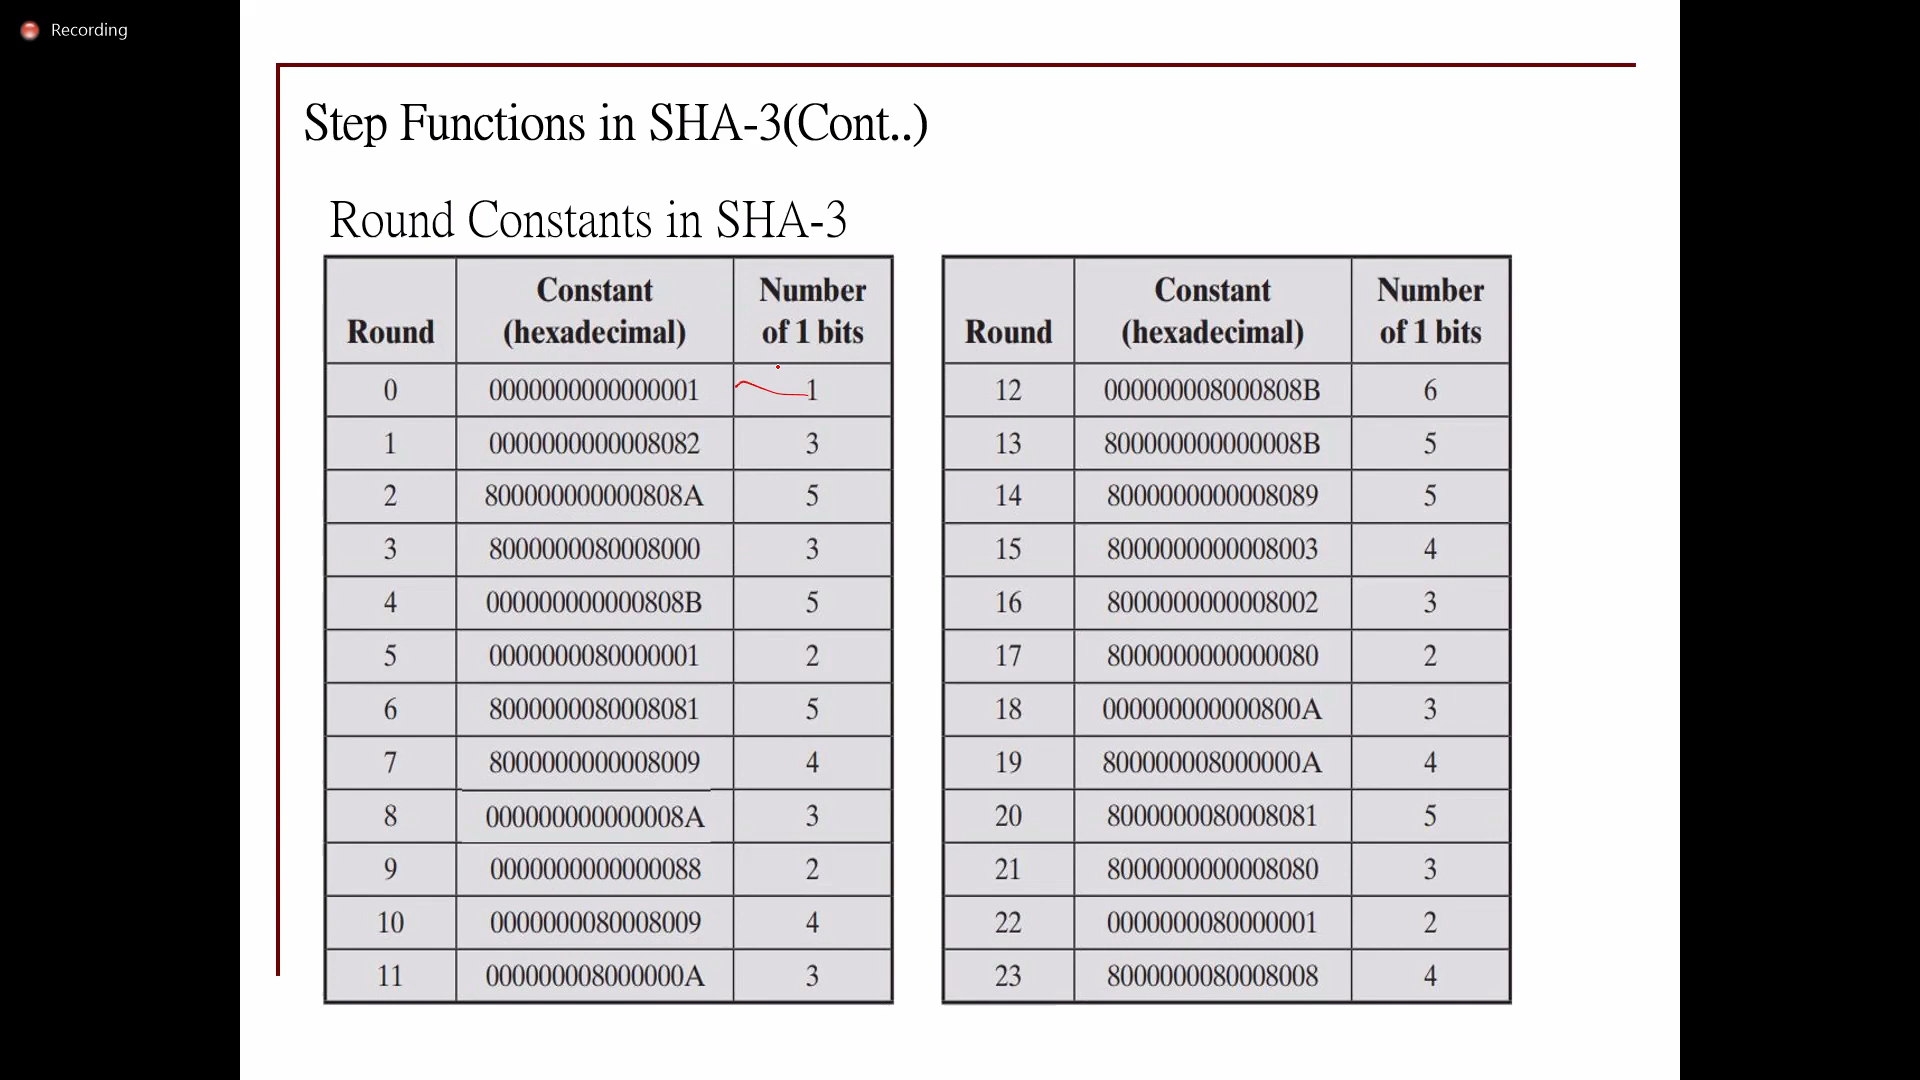 Recording
Step Functions in SHA-3(Cont..)
Round Constants in SHA-3
Round Constant (hexadecimal) Number of 1 bits
0 0000000000000001 1
1 0000000000008082 3
2 800000000000808A 5
3 8000000080008000 3
4 000000000000808B 5
5 0000000080000001 2
6 8000000080008081 5
7 8000000000008009 4
8 000000000000008A 3
9 0000000000000088 2
10 0000000080008009 4
11 000000008000000A 3
Round Constant (hexadecimal) Number of 1 bits
12 000000008000808B 6
13 800000000000008B 5
14 8000000000008089 5
15 8000000000008003 4
16 8000000000008002 3
17 8000000000000080 2
18 000000000000800A 3
19 800000008000000A 4
20 8000000080008081 5
21 8000000000008080 3
22 0000000080000001 2
23 8000000080008008 4